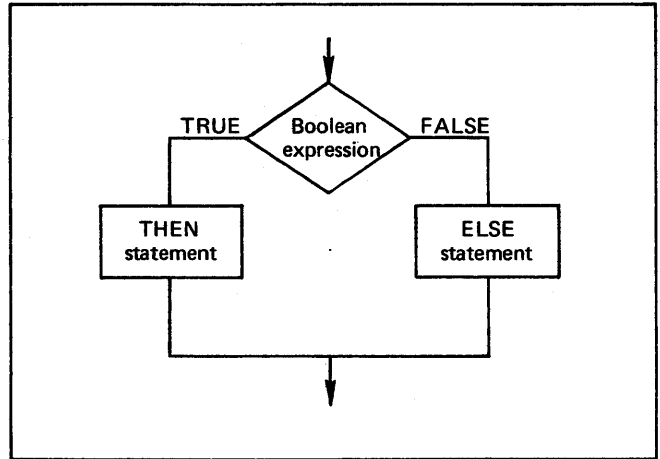 TRUE
Boolean
expression
FALSE
THEN
statement
ELSE
statement